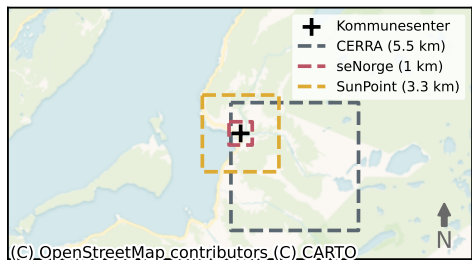 Kommunesenter
CERRA (5.5 km)
seNorge (1 km)
SunPoint (3.3 km)
N
(C) OpenStreetMap contributors (C) CARTO